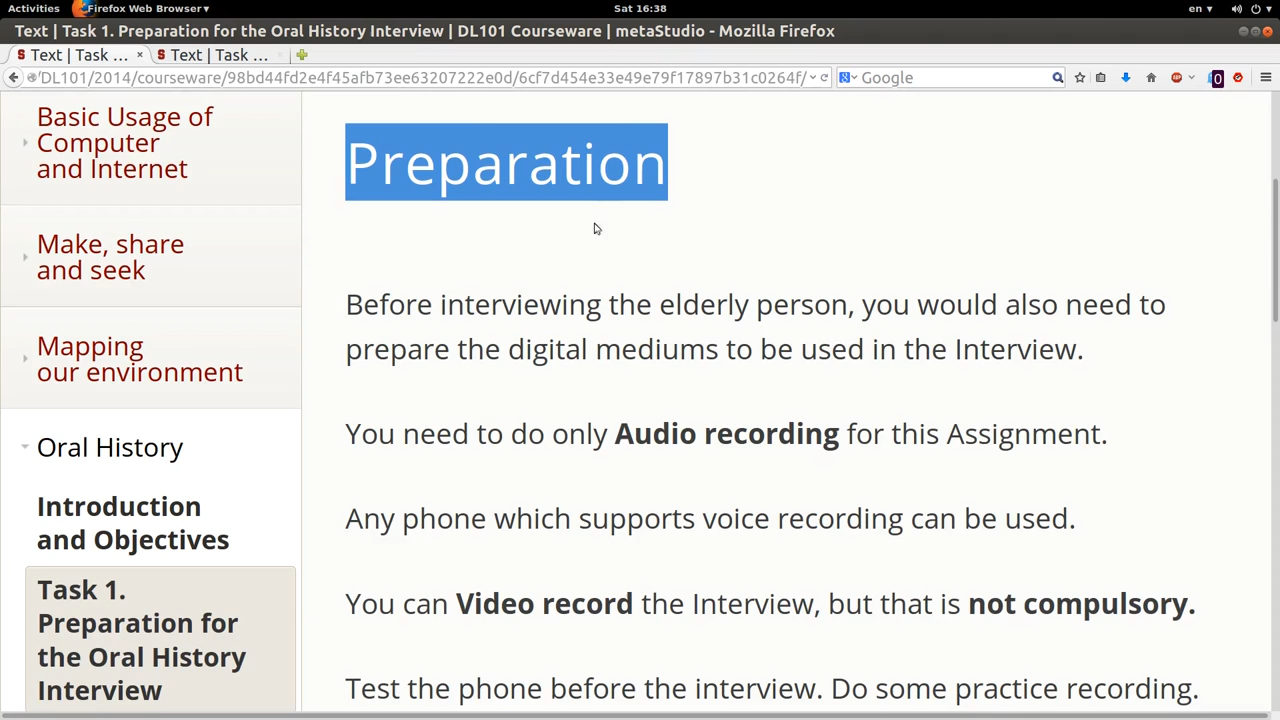 Activities
Firefox Web Browser
Sat 16:38
en
Text | Task 1. Preparation for the Oral History Interview | DL101 Courseware | metaStudio - Mozilla Firefox
Text | Task ...
Text | Task ...
/DL101/2014/courseware/98bd44fd2e4f45afb73ee63207222e0d/6cf7d454e33e49e79f17897b31c0264f/
Google
0
Basic Usage of
Computer
and Internet
Make, share
and seek
Mapping
our environment
Oral History
Introduction
and Objectives
Task 1.
Preparation for
the Oral History
Interview
Preparation
Before interviewing the elderly person, you would also need to
prepare the digital mediums to be used in the Interview.
You need to do only Audio recording for this Assignment.
Any phone which supports voice recording can be used.
You can Video record the Interview, but that is not compulsory.
Test the phone before the interview. Do some practice recording.